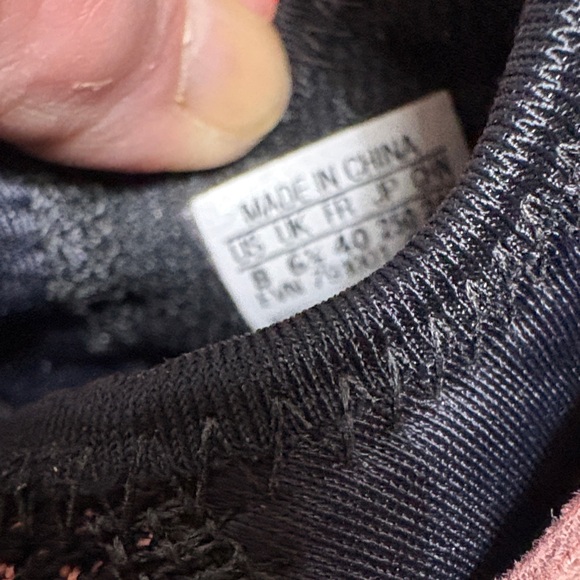 MADE IN CHINA
US UK FR JP CHN
8 6½ 40 250